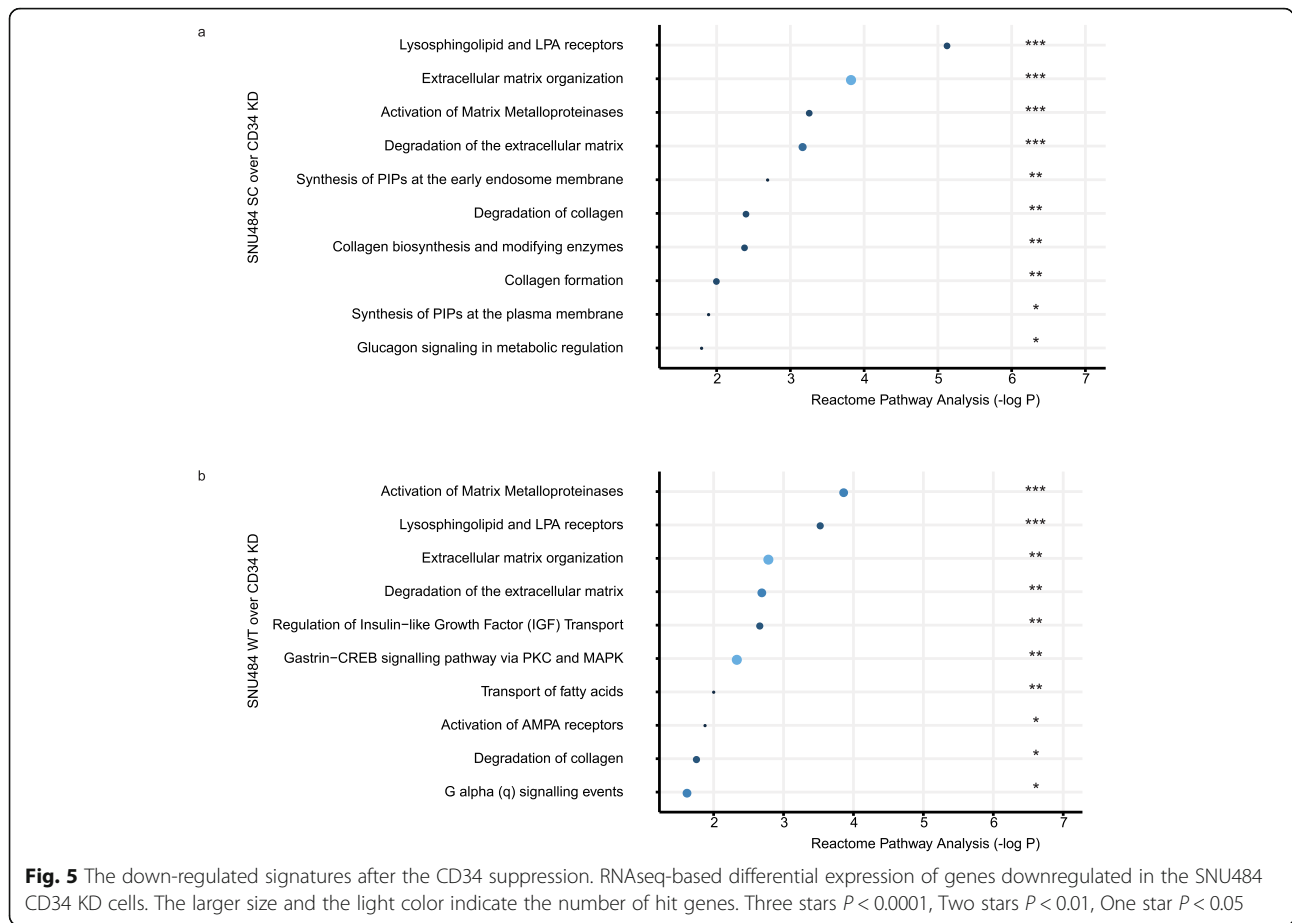 a
SNU484 SC over CD34 KD
Lysosphingolipid and LPA receptors ***
Extracellular matrix organization ***
Activation of Matrix Metalloproteinases ***
Degradation of the extracellular matrix ***
Synthesis of PIPs at the early endosome membrane **
Degradation of collagen **
Collagen biosynthesis and modifying enzymes **
Collagen formation **
Synthesis of PIPs at the plasma membrane *
Glucagon signaling in metabolic regulation *
2 3 4 5 6 7
Reactome Pathway Analysis (-log P)
b
SNU484 WT over CD34 KD
Activation of Matrix Metalloproteinases ***
Lysosphingolipid and LPA receptors ***
Extracellular matrix organization **
Degradation of the extracellular matrix **
Regulation of Insulin−like Growth Factor (IGF) Transport **
Gastrin−CREB signalling pathway via PKC and MAPK **
Transport of fatty acids **
Activation of AMPA receptors *
Degradation of collagen *
G alpha (q) signalling events *
2 3 4 5 6 7
Reactome Pathway Analysis (-log P)
Fig. 5 The down-regulated signatures after the CD34 suppression. RNAseq-based differential expression of genes downregulated in the SNU484
CD34 KD cells. The larger size and the light color indicate the number of hit genes. Three stars P < 0.0001, Two stars P < 0.01, One star P < 0.05